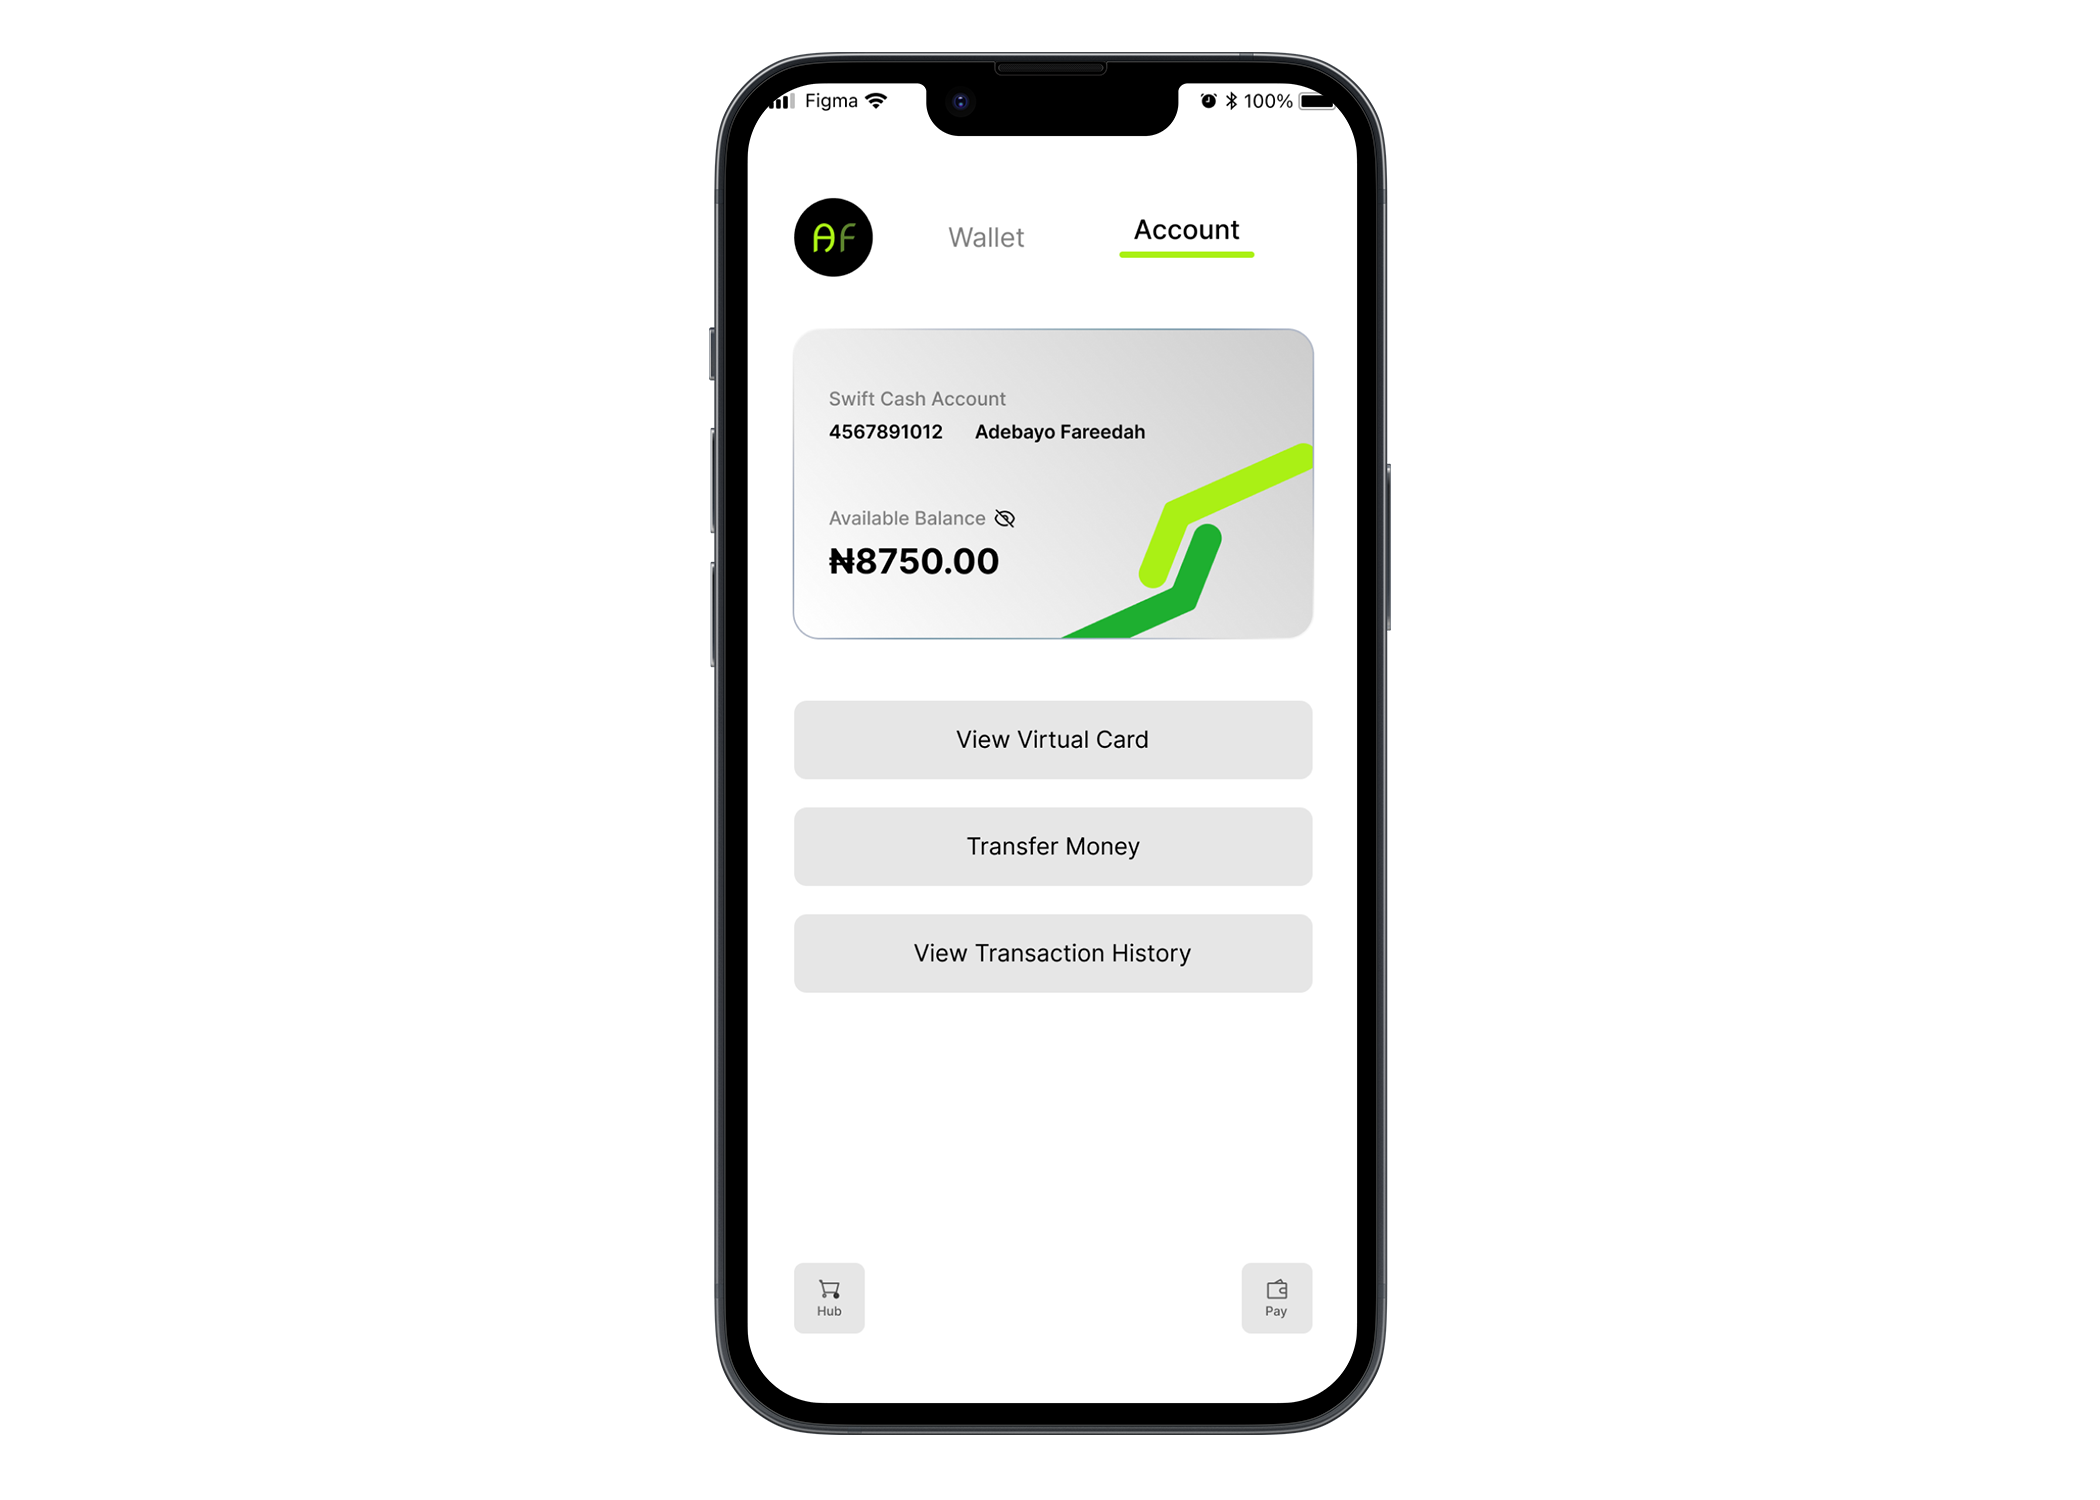 Figma 100%
AF Wallet Account
Swift Cash Account
4567891012 Adebayo Fareedah
Available Balance
₦8750.00
View Virtual Card
Transfer Money
View Transaction History
Hub Pay